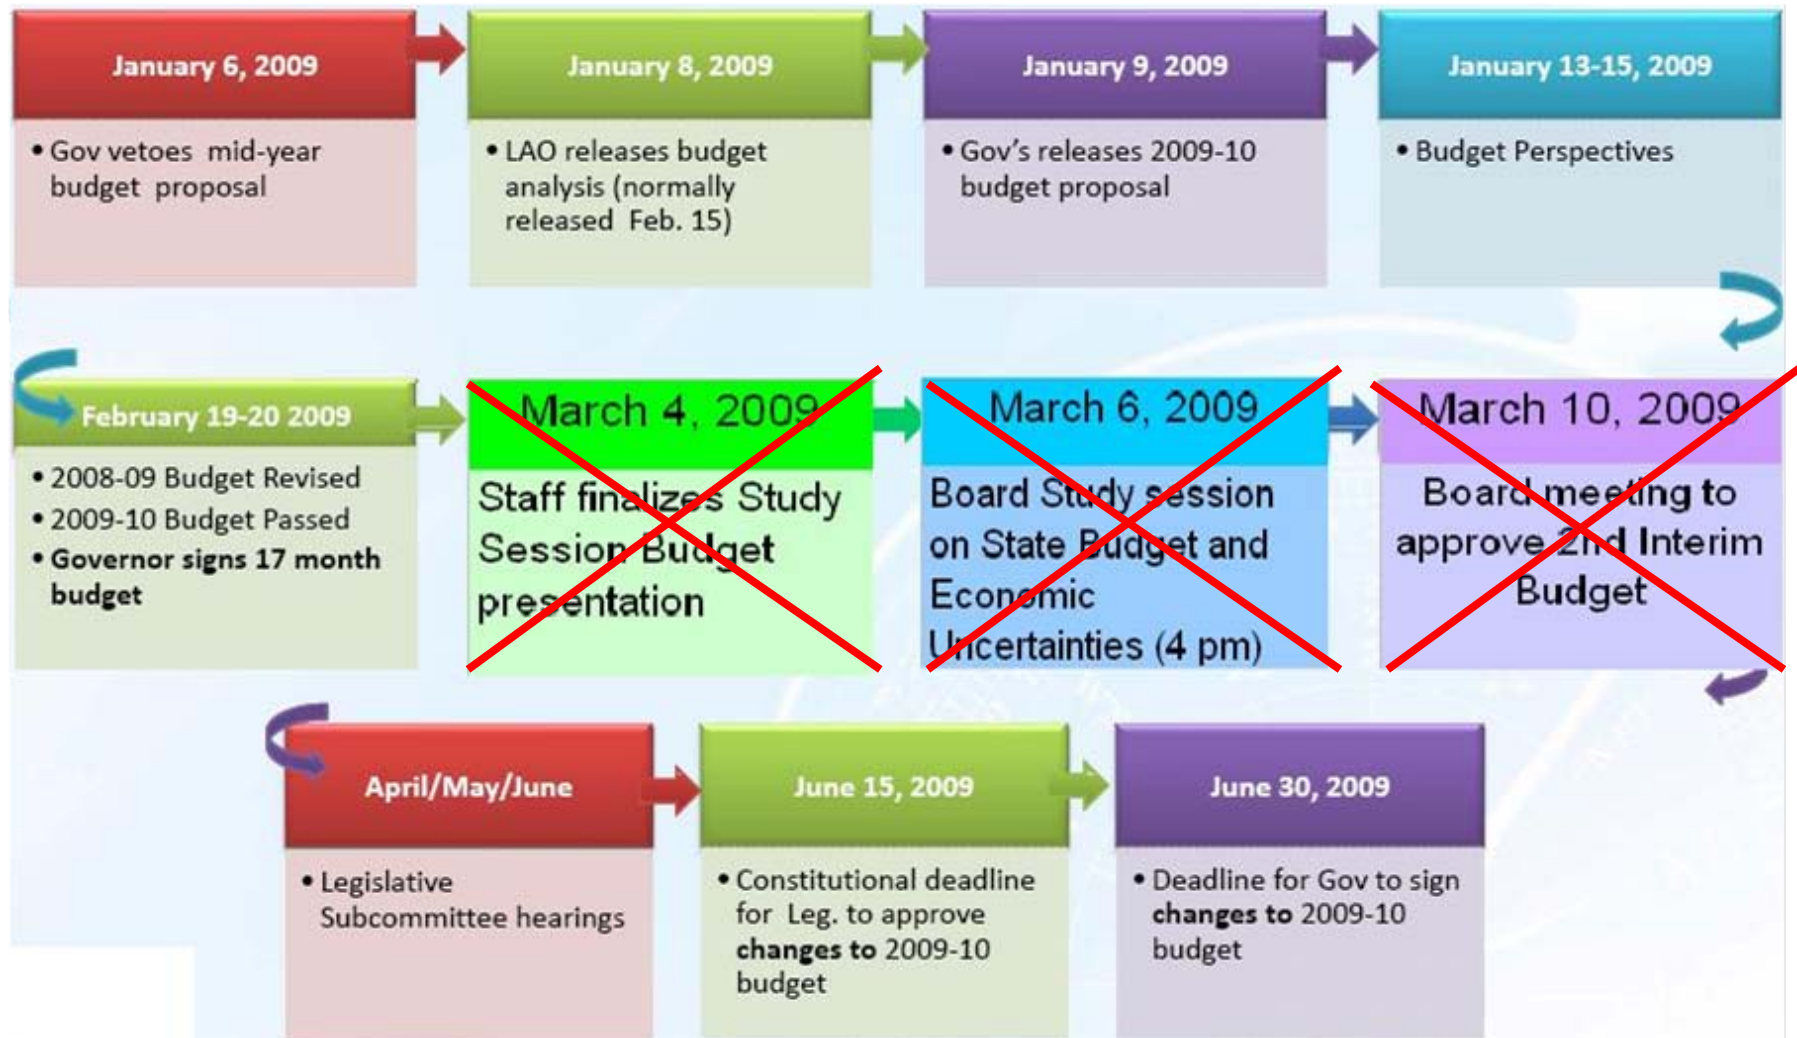 January 6, 2009
• Gov vetoes mid-year
budget proposal
January 8, 2009
• LAO releases budget
analysis (normally
released Feb. 15)
January 9, 2009
• Gov's releases 2009-10
budget proposal
January 13-15, 2009
• Budget Perspectives
February 19-20 2009
• 2008-09 Budget Revised
• 2009-10 Budget Passed
• Governor signs 17 month
budget
March 4, 2009
Staff finalizes Study
Session Budget
presentation
March 6, 2009
Board Study session
on State Budget and
Economic
Uncertainties (4 pm)
March 10, 2009
Board meeting to
approve 2nd Interim
Budget
April/May/June
• Legislative
Subcommittee hearings
June 15, 2009
• Constitutional deadline
for Leg. to approve
changes to 2009-10
budget
June 30, 2009
• Deadline for Gov to sign
changes to 2009-10
budget